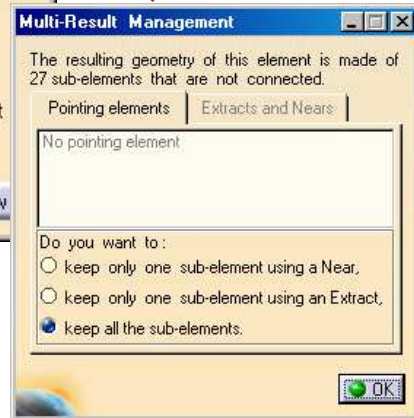 Multi-Result Management
The resulting geometry of this element is made of
27 sub-elements that are not connected.
Pointing elements Extracts and Nears
No pointing element
Do you want to :
keep only one sub-element using a Near,
keep only one sub-element using an Extract,
keep all the sub-elements.
OK